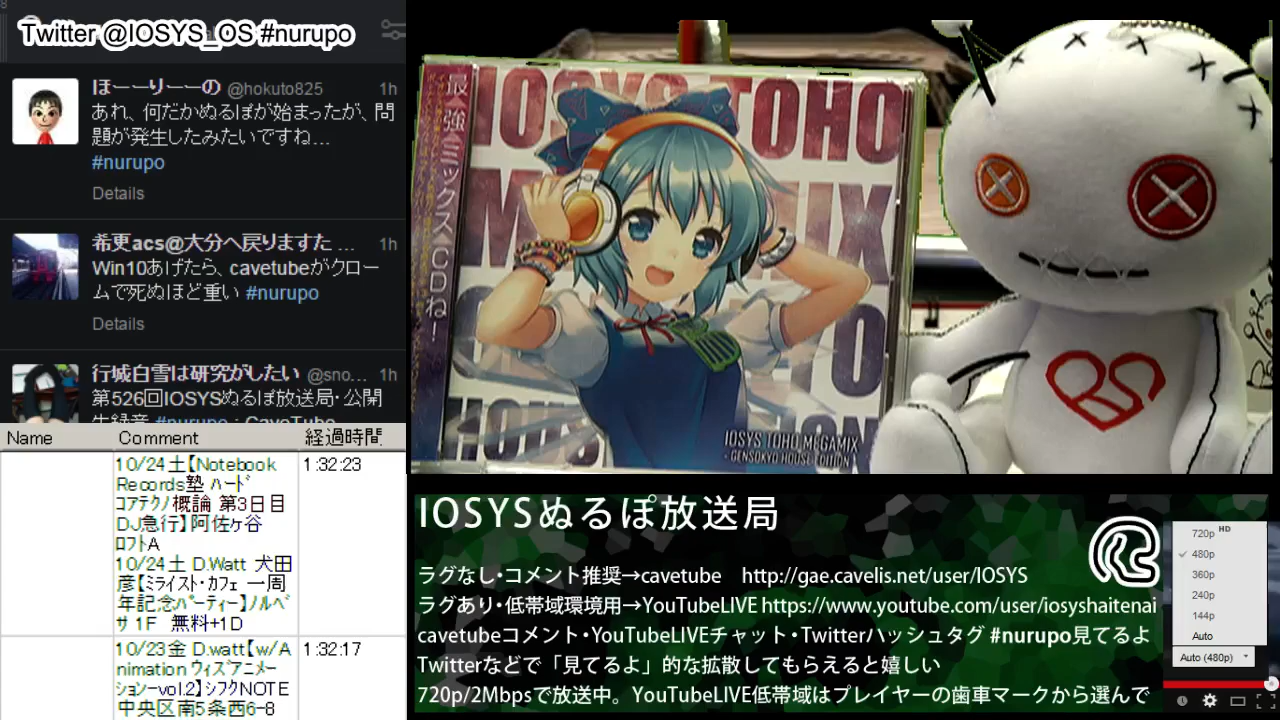 Twitter @IOSYS_OS #nurupo
ほーーりーーの @hokuto825 1h
あれ、何だかぬるぽが始まったが、問
題が発生したみたいですね…
#nurupo
Details
希更acs@大分へ戻りますた ... 1h
Win10あげたら、cavetubeがクロー
ムで死ぬほど重い #nurupo
Details
行城白雪は研究がしたい @sno... 1h
第526回IOSYSぬるぽ放送局・公開
生録音 #nurupo : CaveTube
Name Comment 経過時間
10/24 土【Notebook 1:32:23
Records塾 ハード
コアテクノ概論 第3日目
DJ急行】阿佐ヶ谷
ロフトA
10/24 土 D.Watt 犬田
彦【ミライスト・カフェ 一周
年記念パーティー】ノルベ
サ 1F 無料+1D
10/23金 D.watt【w/A 1:32:17
nimation ウィズアニメー
ションーvol.2】シフクNOTE
中央区南5条西6-8
最強ミックスCDね!
IOSYS TOHO
IOSYS TOHO MEGAMIX
- GENSOKYO HOUSE EDITION -
IOSYSぬるぽ放送局
ラグなし・コメント推奨→cavetube http://gae.cavelis.net/user/IOSYS
ラグあり・低帯域環境用→YouTubeLIVE https://www.youtube.com/user/iosyshaitenai
cavetubeコメント・YouTubeLIVEチャット・Twitterハッシュタグ #nurupo見てるよ
Twitterなどで「見てるよ」的な拡散してもらえると嬉しい
720p/2Mbpsで放送中。YouTubeLIVE低帯域はプレイヤーの歯車マークから選んで
720p HD
480p
360p
240p
144p
Auto
Auto (480p)